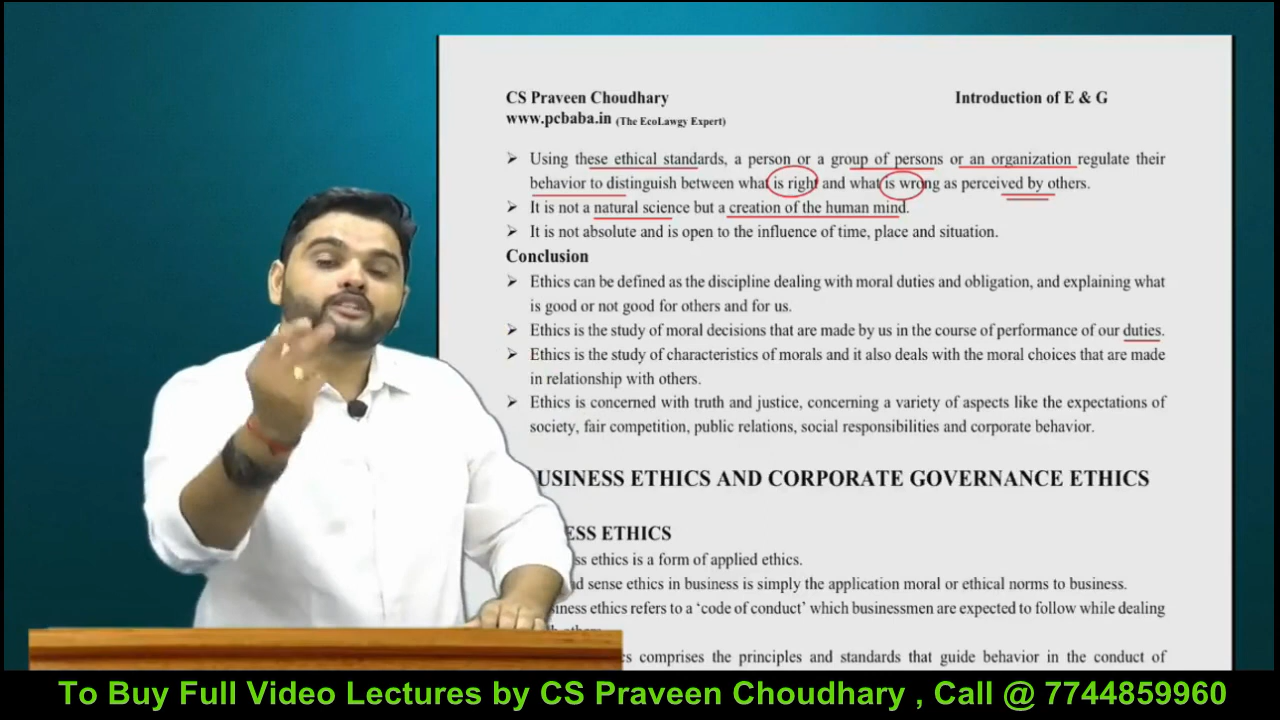 CS Praveen Choudhary Introduction of E & G
www.pcbaba.in (The EcoLawgy Expert)
➢ Using these ethical standards, a person or a group of persons or an organization regulate their
behavior to distinguish between what is right and what is wrong as perceived by others.
➢ It is not a natural science but a creation of the human mind.
➢ It is not absolute and is open to the influence of time, place and situation.
Conclusion
➢ Ethics can be defined as the discipline dealing with moral duties and obligation, and explaining what
is good or not good for others and for us.
➢ Ethics is the study of moral decisions that are made by us in the course of performance of our duties.
➢ Ethics is the study of characteristics of morals and it also deals with the moral choices that are made
in relationship with others.
➢ Ethics is concerned with truth and justice, concerning a variety of aspects like the expectations of
society, fair competition, public relations, social responsibilities and corporate behavior.
USINESS ETHICS AND CORPORATE GOVERNANCE ETHICS
ESS ETHICS
ss ethics is a form of applied ethics.
d sense ethics in business is simply the application moral or ethical norms to business.
siness ethics refers to a ‘code of conduct’ which businessmen are expected to follow while dealing
comprises the principles and standards that guide behavior in the conduct of
To Buy Full Video Lectures by CS Praveen Choudhary , Call @ 7744859960